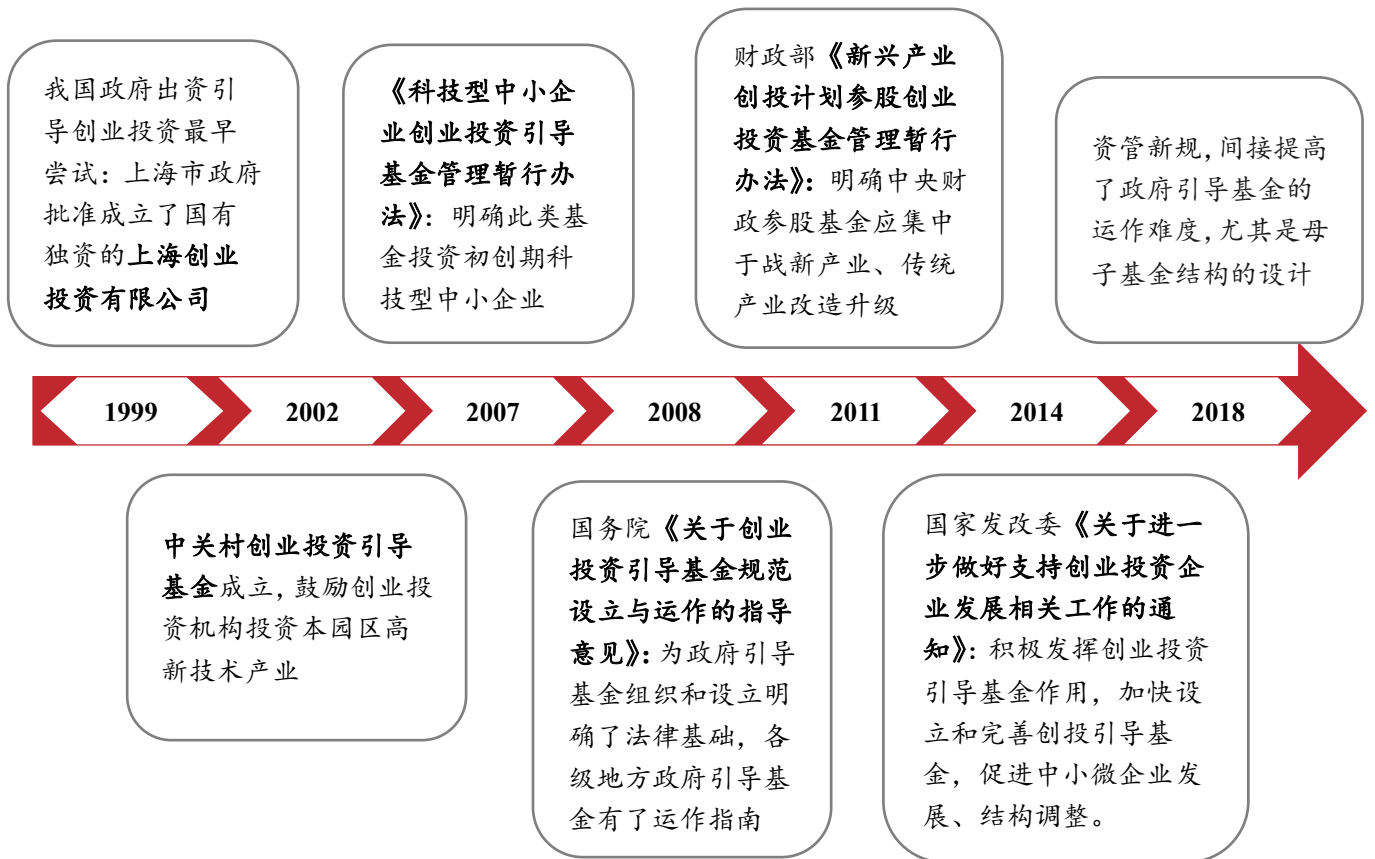 我国政府出资引
导创业投资最早
尝试：上海市政府
批准成立了国有
独资的上海创业
投资有限公司
《科技型中小企
业创业投资引导
基金管理暂行办
法》：明确此类基
金投资初创期科
技型中小企业
财政部《新兴产业
创投计划参股创业
投资基金管理暂行
办法》：明确中央财
政参股基金应集中
于战新产业、传统
产业改造升级
资管新规，间接提高
了政府引导基金的
运作难度，尤其是母
子基金结构的设计
1999
2002
2007
2008
2011
2014
2018
中关村创业投资引导
基金成立，鼓励创业投
资机构投资本园区高
新技术产业
国务院《关于创业
投资引导基金规范
设立与运作的指导
意见》：为政府引导
基金组织和设立明
确了法律基础，各
级地方政府引导基
金有了运作指南
国家发改委《关于进一
步做好支持创业投资企
业发展相关工作的通
知》：积极发挥创业投资
引导基金作用，加快设
立和完善创投引导基
金，促进中小微企业发
展、结构调整。